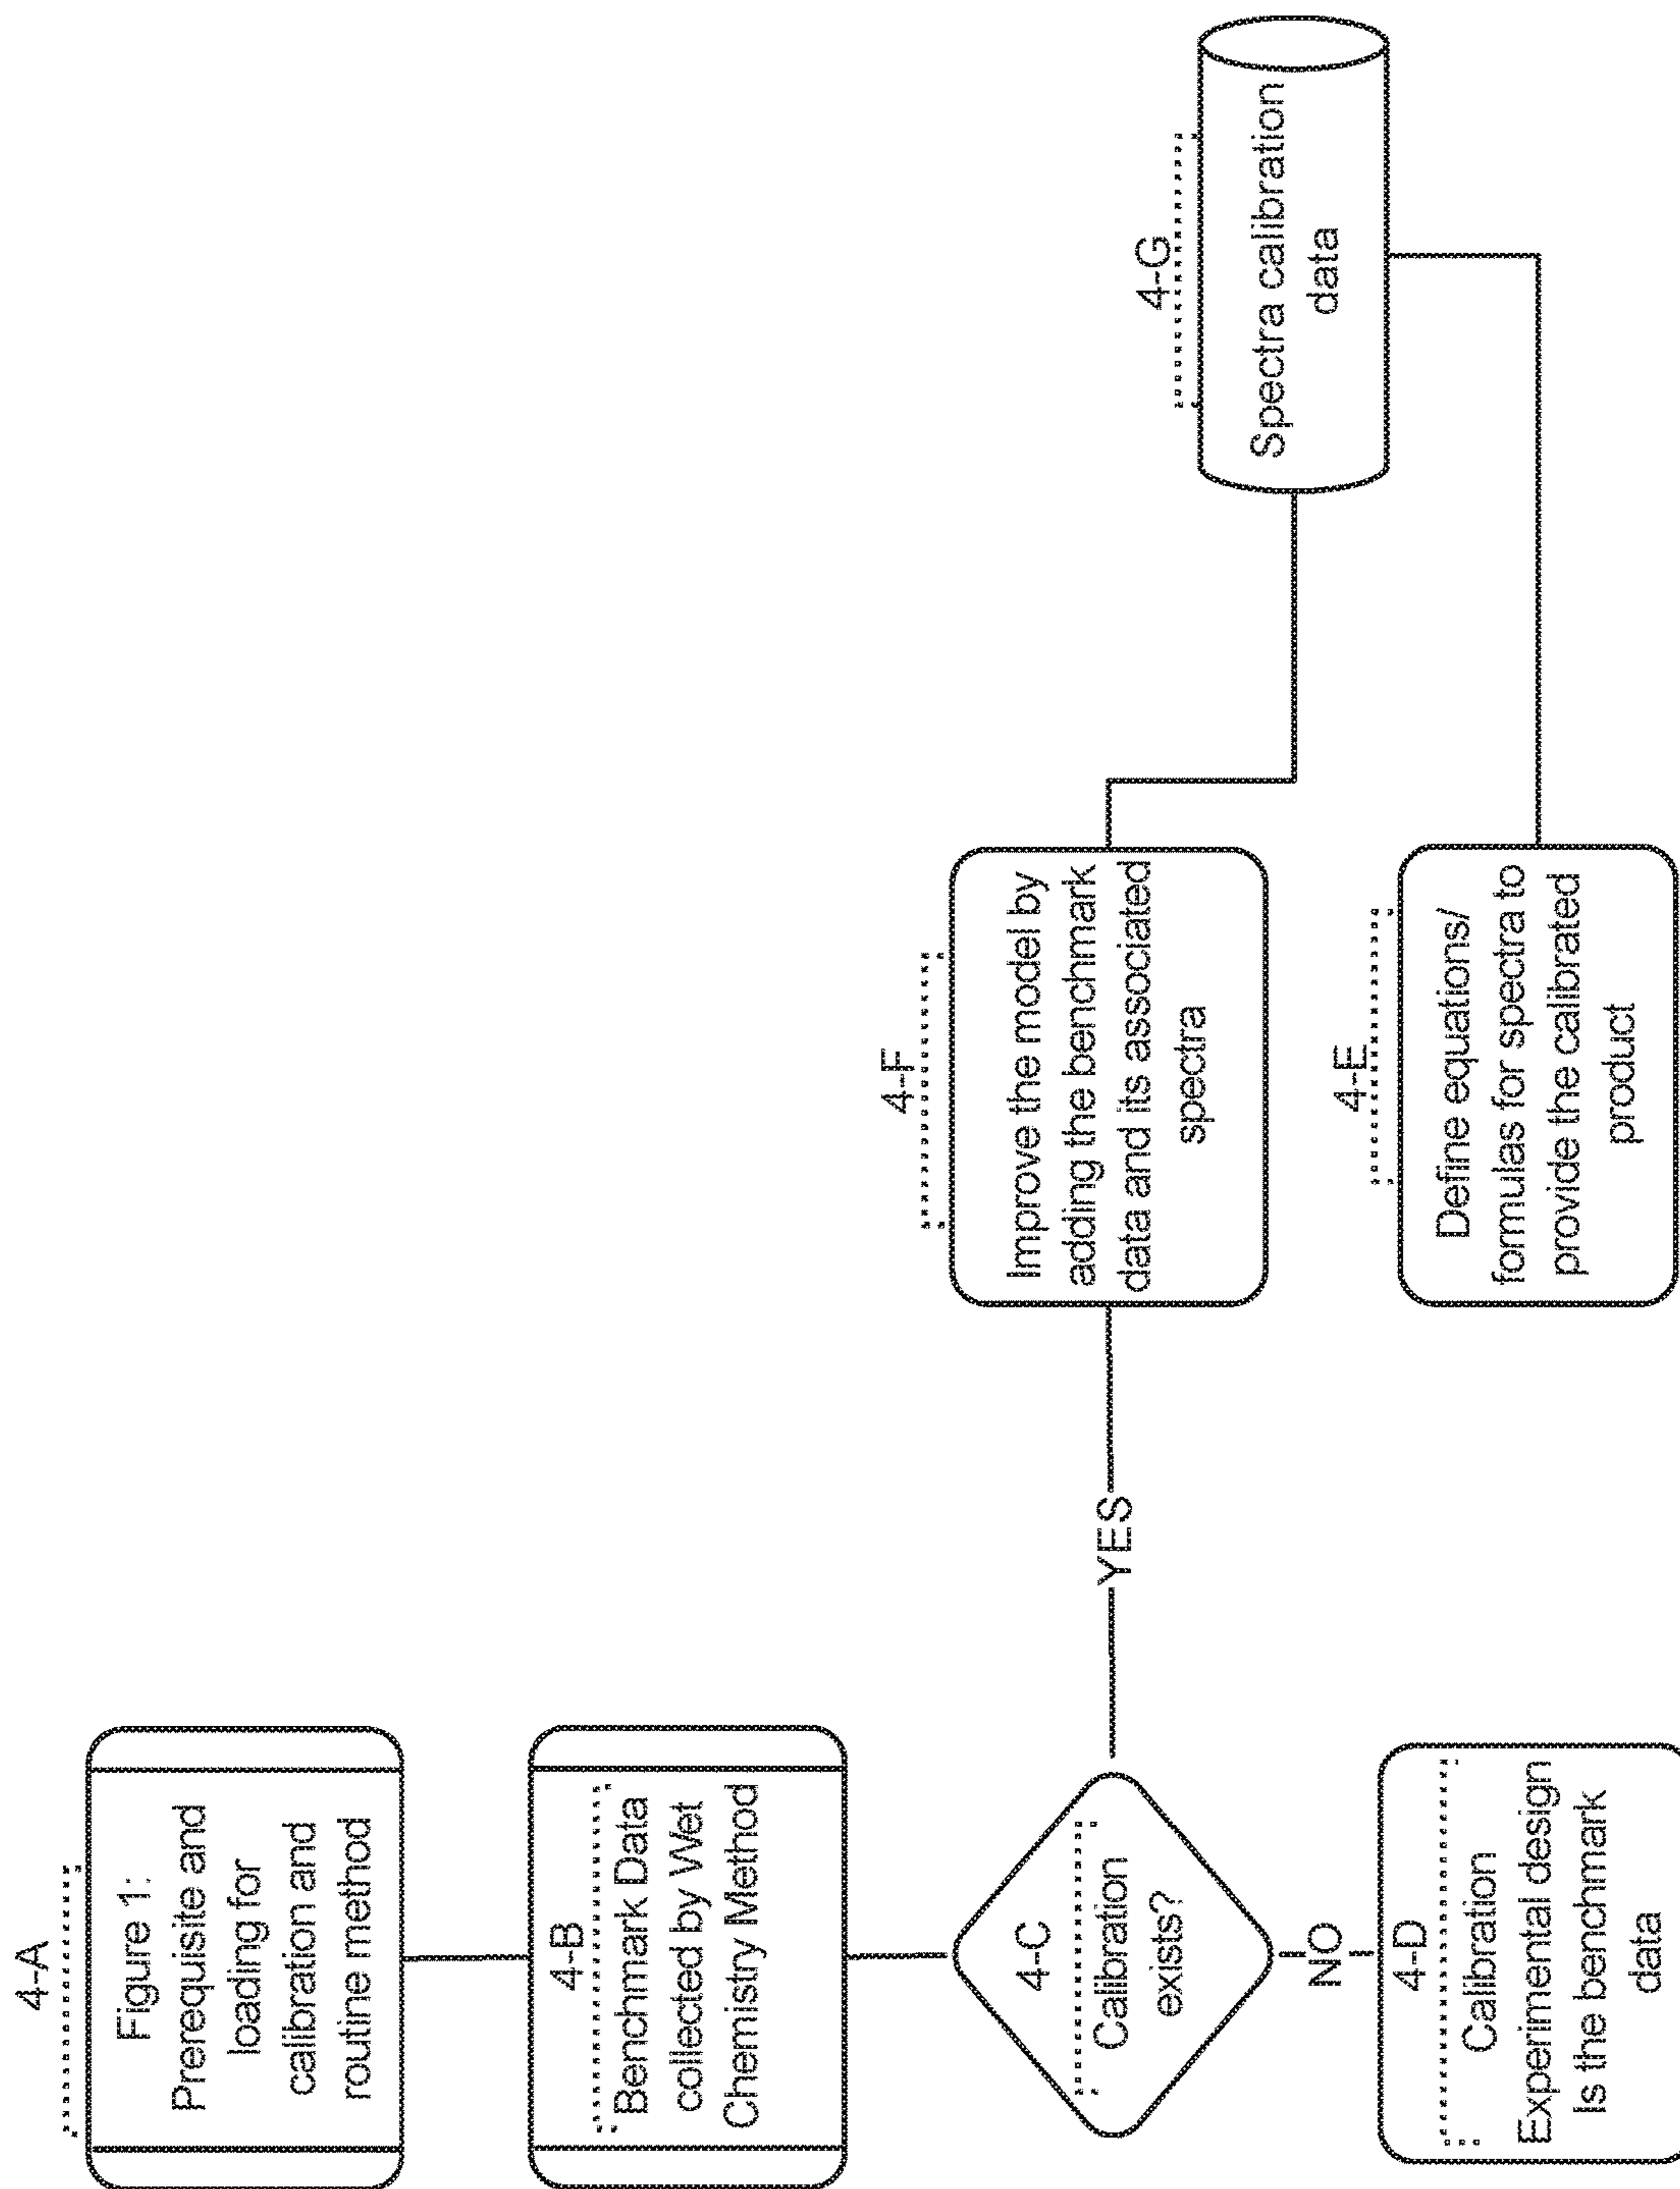 4-A
Figure 1:
Prerequisite and
loading for
calibration and
routine method
4-B
Benchmark Data
collected by Wet
Chemistry Method
4-C
Calibration
exists?
YES
NO
4-D
Calibration
Experimental design
Is the benchmark
data
4-F
Improve the model by
adding the benchmark
data and its associated
spectra
4-E
Define equations/
formulas for spectra to
provide the calibrated
product
4-G
Spectra calibration
data